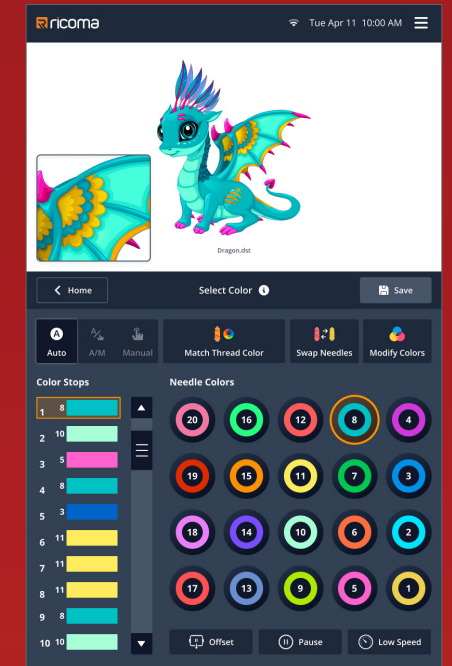 ricoma
Tue Apr 11 10:00 AM
Dragon.dst
Home
Select Color i
Save
A
Auto
A/M
Manual
Match Thread Color
Swap Needles
Modify Colors
Color Stops
1 8
2 10
3 5
4 8
5 3
6 11
7 11
8 11
9 8
10 10
Needle Colors
20 16 12 8 4
19 15 11 7 3
18 14 10 6 2
17 13 9 5 1
Offset
Pause
Low Speed